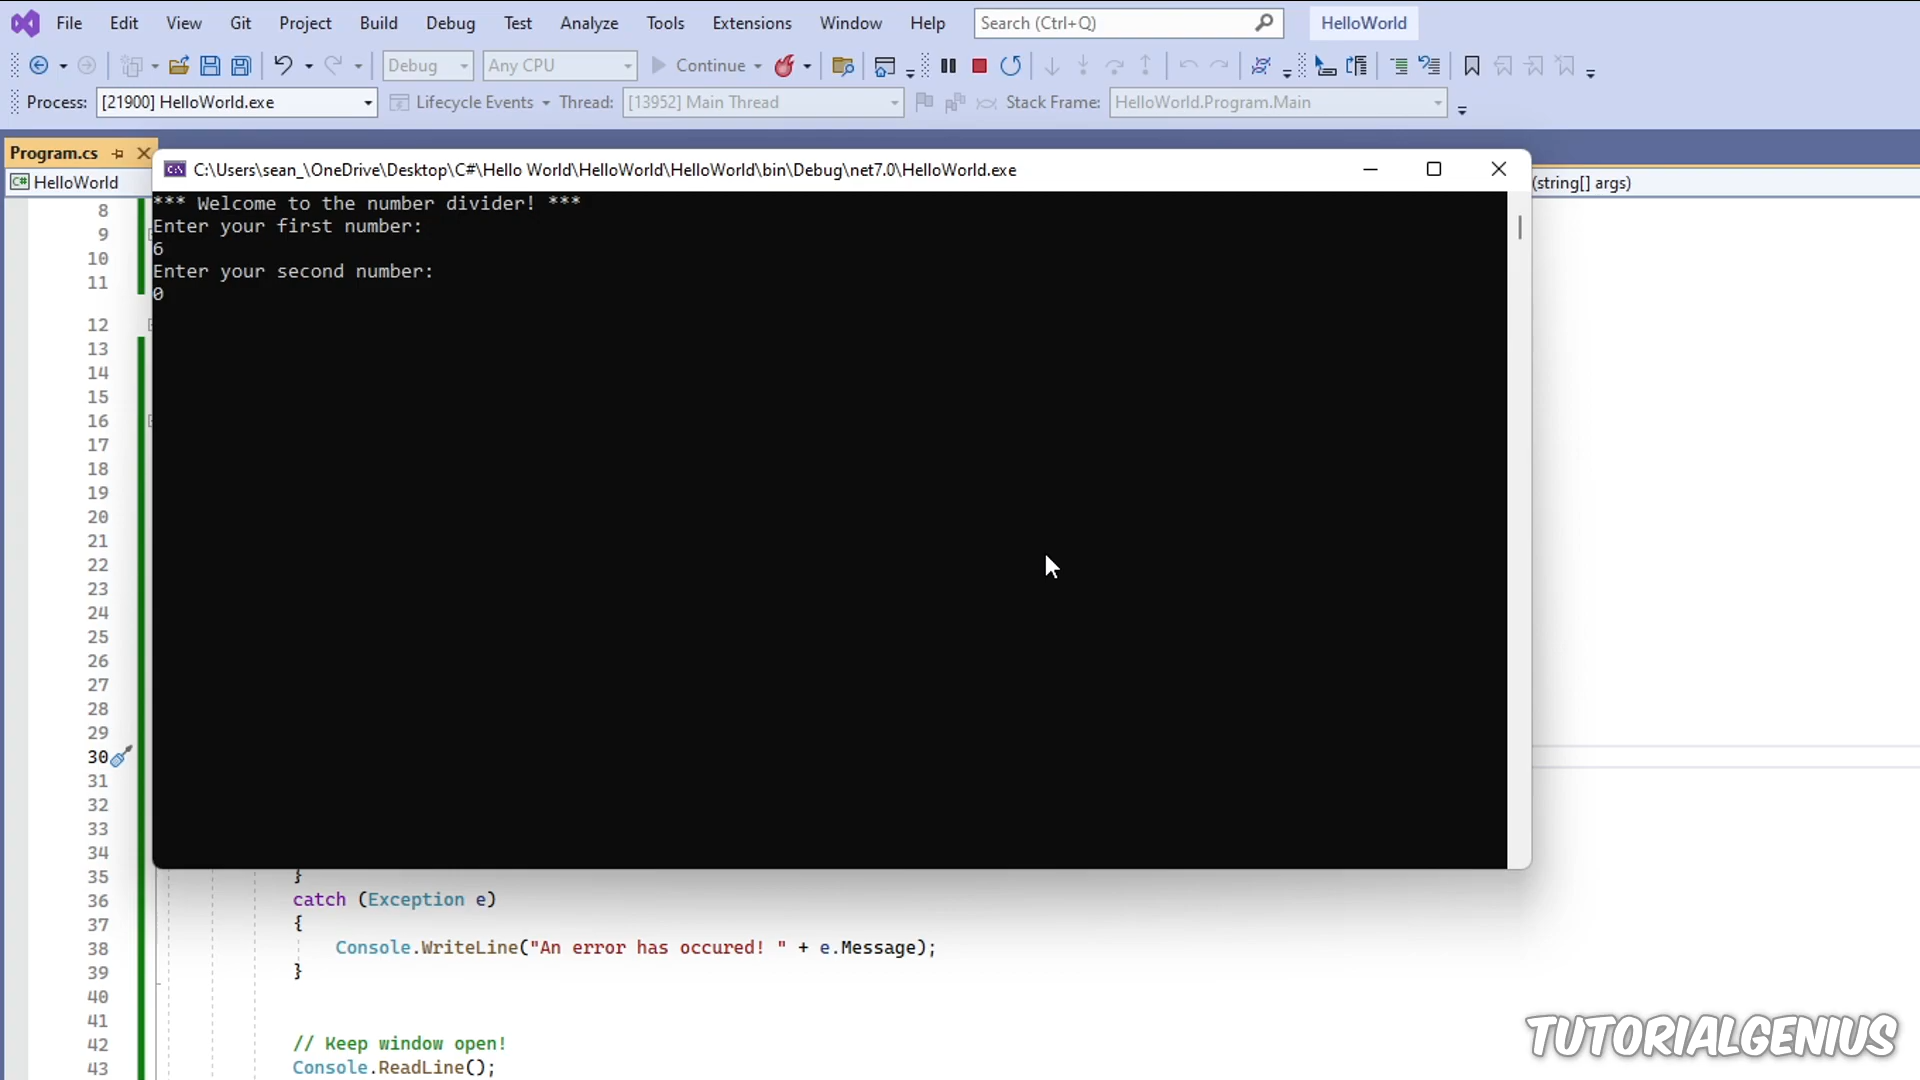 File Edit View Git Project Build Debug Test Analyze Tools Extensions Window Help Search (Ctrl+Q) HelloWorld
Debug Any CPU Continue
Process: [21900] HelloWorld.exe Lifecycle Events Thread: [13952] Main Thread Stack Frame: HelloWorld.Program.Main
Program.cs
C:\Users\sean_\OneDrive\Desktop\C#\Hello World\HelloWorld\HelloWorld\bin\Debug\net7.0\HelloWorld.exe
C# HelloWorld (string[] args)
*** Welcome to the number divider! ***
Enter your first number:
6
Enter your second number:
0
8
9
10
11
12
13
14
15
16
17
18
19
20
21
22
23
24
25
26
27
28
29
30
31
32
33
34
35 }
36 catch (Exception e)
37 {
38 Console.WriteLine("An error has occured! " + e.Message);
39 }
40
41
42 // Keep window open!
43 Console.ReadLine();
TUTORIALGENIUS